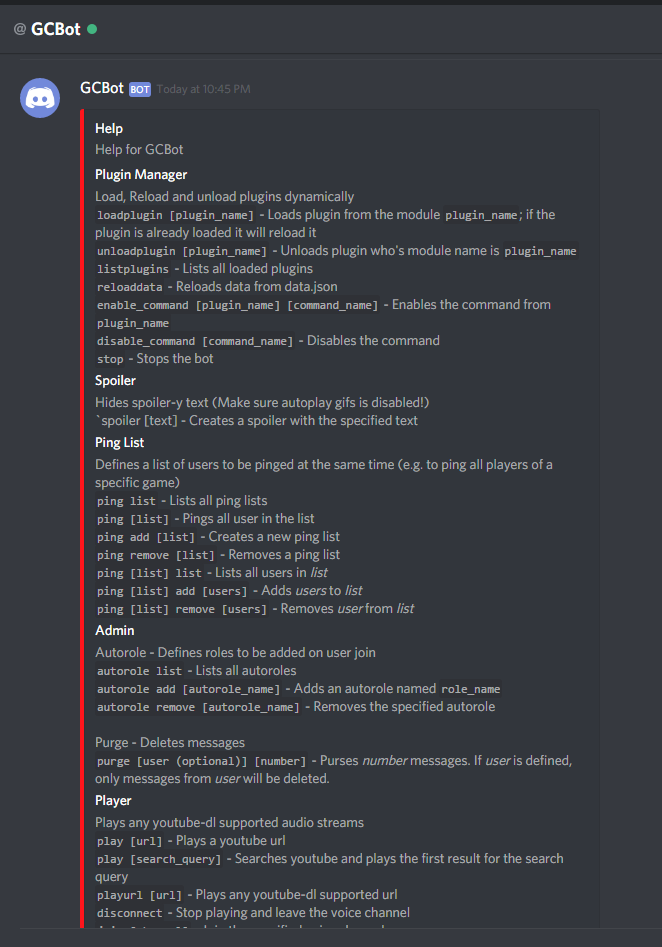 @ GCBot
GCBot BOT Today at 10:45 PM
Help
Help for GCBot
Plugin Manager
Load, Reload and unload plugins dynamically
loadplugin [plugin_name] - Loads plugin from the module plugin_name; if the
plugin is already loaded it will reload it
unloadplugin [plugin_name] - Unloads plugin who's module name is plugin_name
listplugins - Lists all loaded plugins
reloaddata - Reloads data from data.json
enable_command [plugin_name] [command_name] - Enables the command from
plugin_name
disable_command [command_name] - Disables the command
stop - Stops the bot
Spoiler
Hides spoiler-y text (Make sure autoplay gifs is disabled!)
`spoiler [text] - Creates a spoiler with the specified text
Ping List
Defines a list of users to be pinged at the same time (e.g. to ping all players of a
specific game)
ping list - Lists all ping lists
ping [list] - Pings all user in the list
ping add [list] - Creates a new ping list
ping remove [list] - Removes a ping list
ping [list] list - Lists all users in list
ping [list] add [users] - Adds users to list
ping [list] remove [users] - Removes user from list
Admin
Autorole - Defines roles to be added on user join
autorole list - Lists all autoroles
autorole add [autorole_name] - Adds an autorole named role_name
autorole remove [autorole_name] - Removes the specified autorole
Purge - Deletes messages
purge [user (optional)] [number] - Purses number messages. If user is defined,
only messages from user will be deleted.
Player
Plays any youtube-dl supported audio streams
play [url] - Plays a youtube url
play [search_query] - Searches youtube and plays the first result for the search
query
playurl [url] - Plays any youtube-dl supported url
disconnect - Stop playing and leave the voice channel